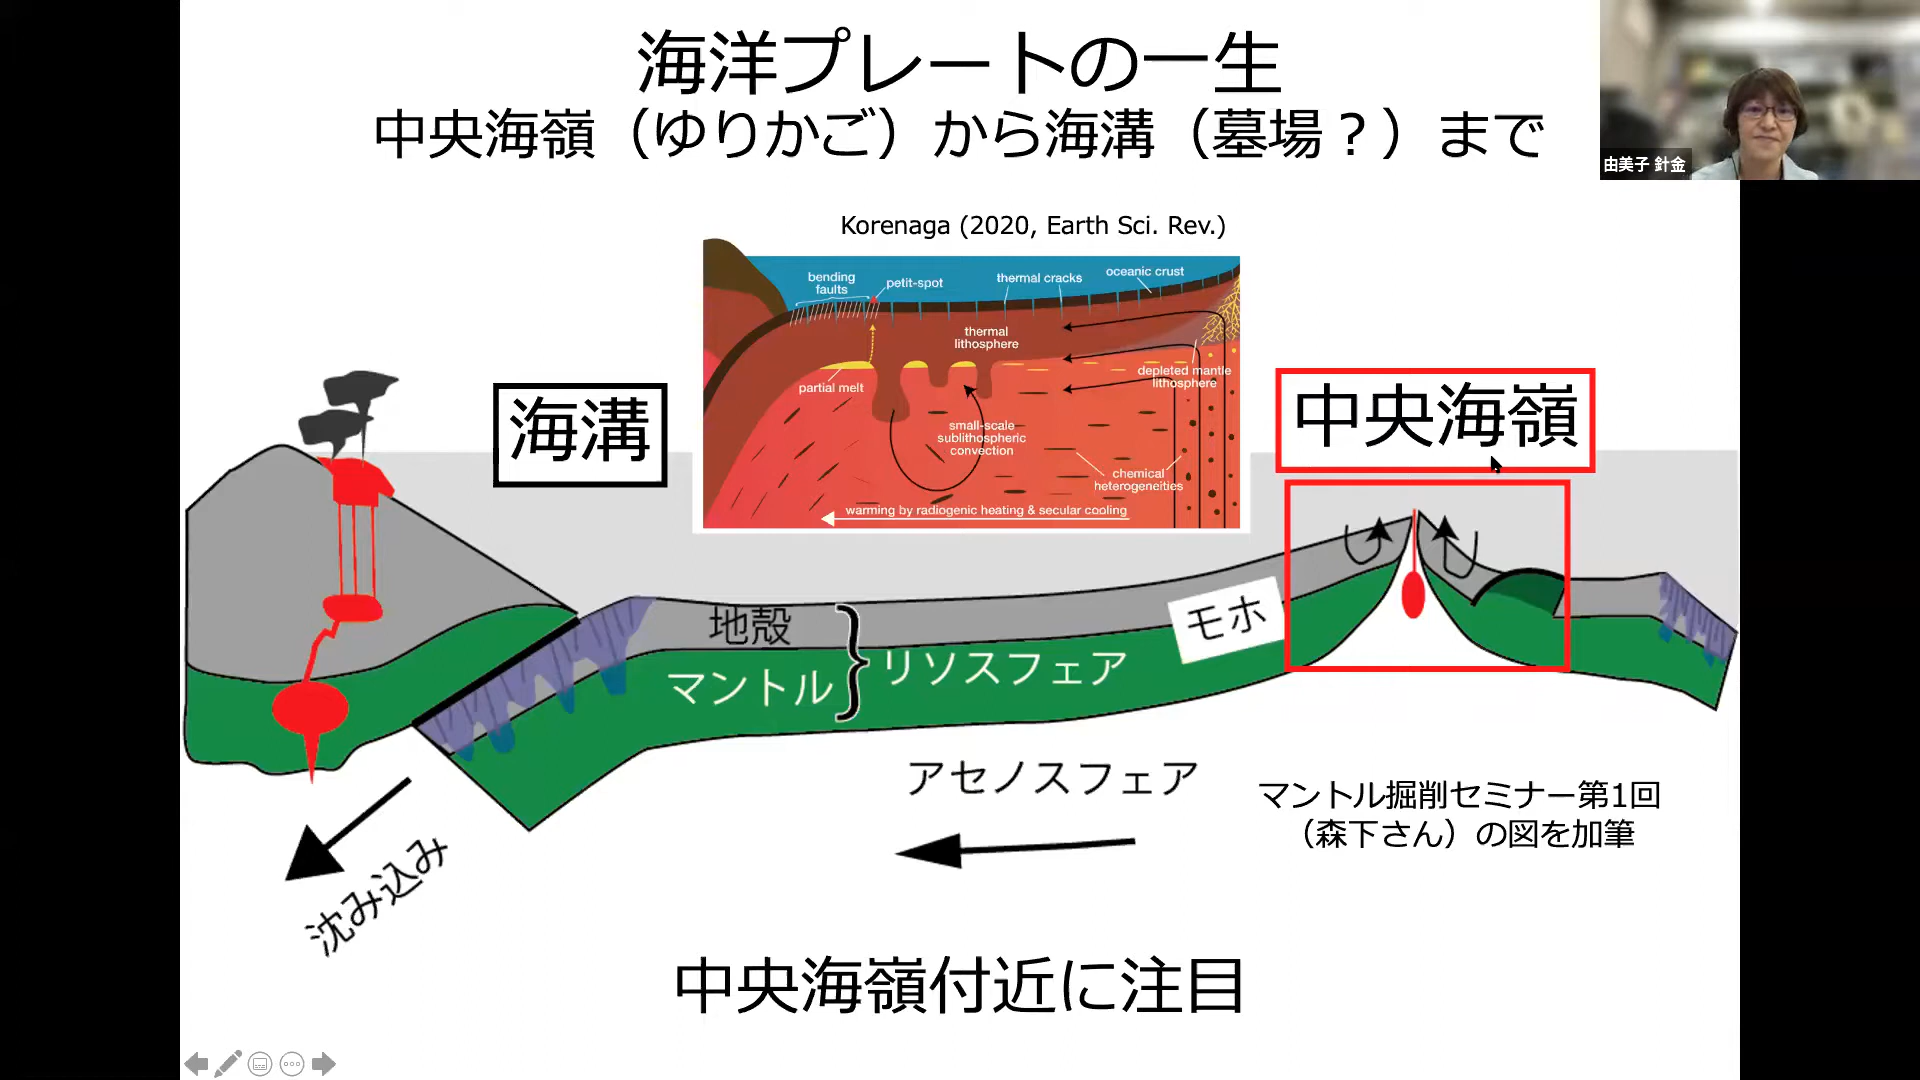 海洋プレートの一生
中央海嶺（ゆりかご）から海溝（墓場？）まで
由美子 針金
Korenaga (2020, Earth Sci. Rev.)
bending
faults
petit-spot
thermal cracks
oceanic crust
thermal
lithosphere
partial melt
depleted mantle
lithosphere
small-scale
sublithospheric
convection
chemical
heterogeneities
warming by radiogenic heating & secular cooling
海溝
中央海嶺
地殻
マントル
リソスフェア
モホ
アセノスフェア
沈み込み
マントル掘削セミナー第1回
（森下さん）の図を加筆
中央海嶺付近に注目